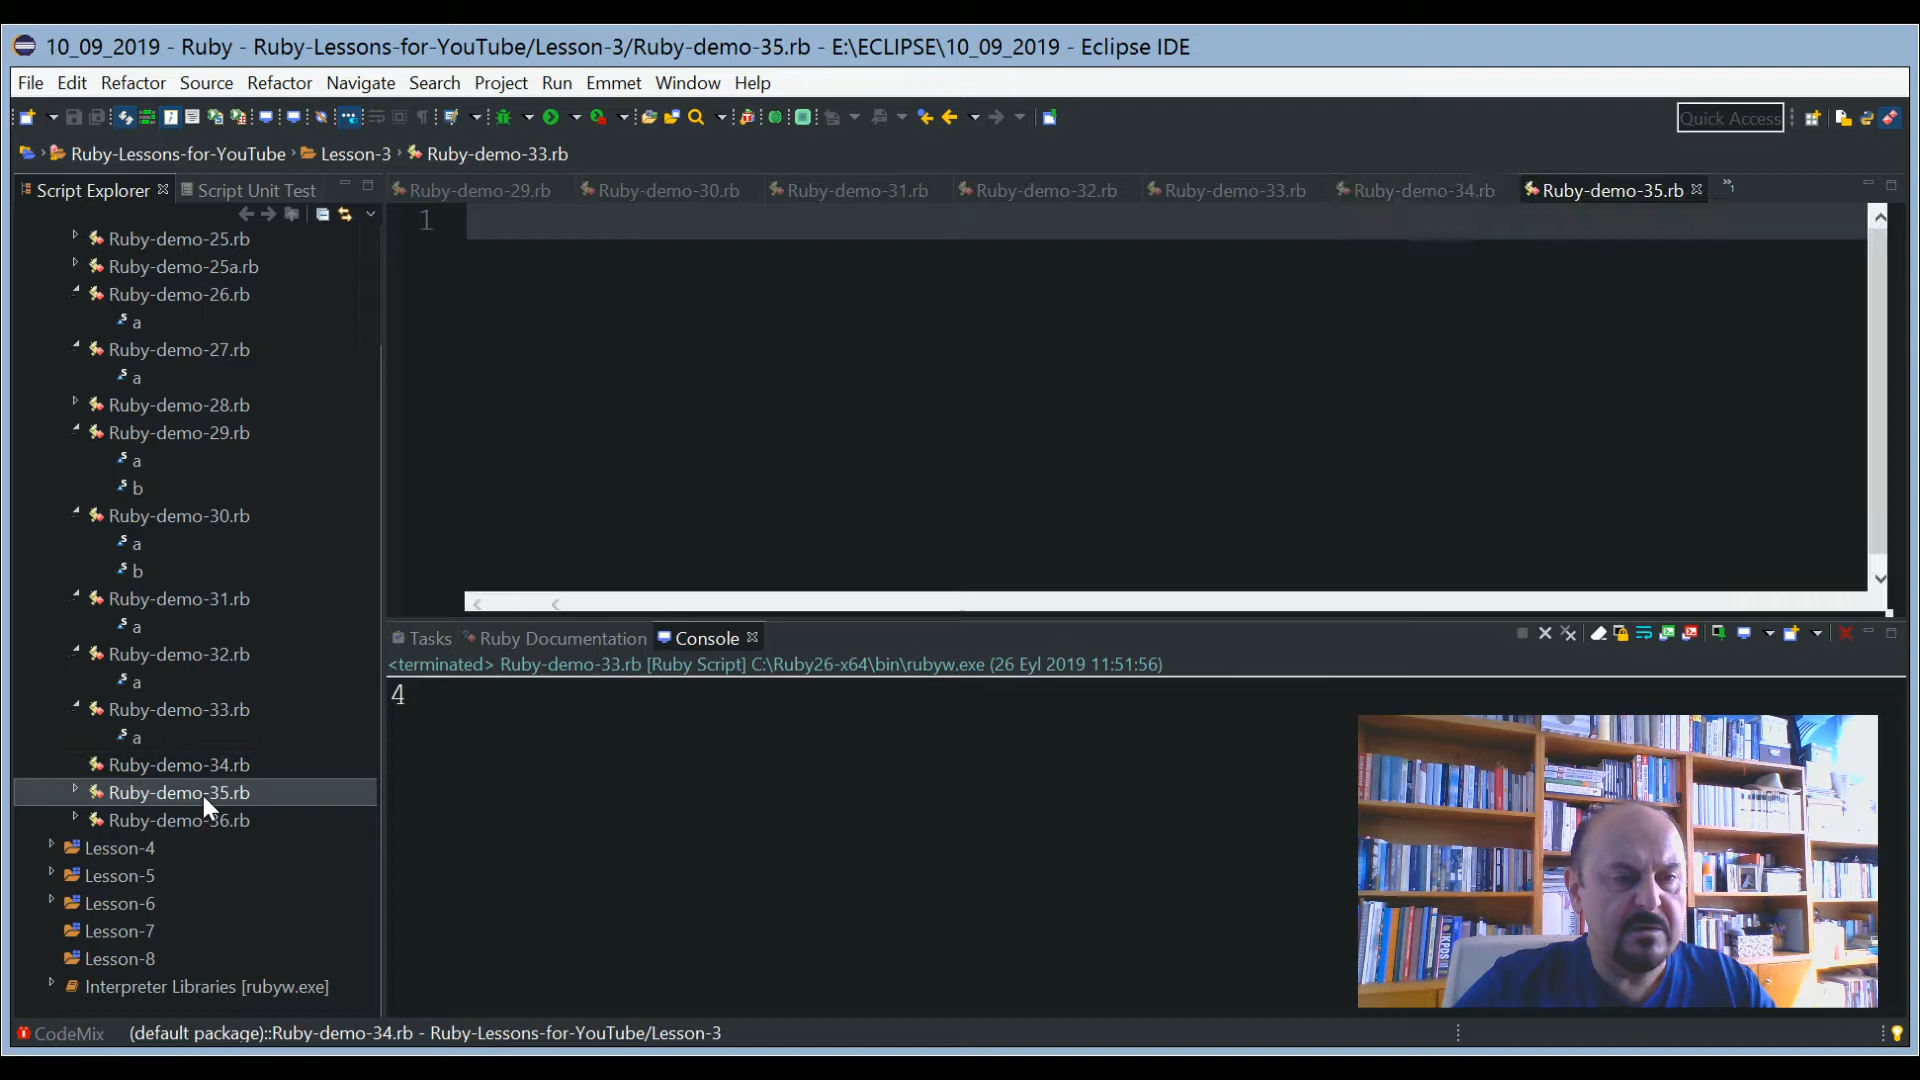 10_09_2019 - Ruby - Ruby-Lessons-for-YouTube/Lesson-3/Ruby-demo-35.rb - E:\ECLIPSE\10_09_2019 - Eclipse IDE
File Edit Refactor Source Refactor Navigate Search Project Run Emmet Window Help
Quick Access
Ruby-Lessons-for-YouTube Lesson-3 Ruby-demo-33.rb
Script Explorer Script Unit Test
Ruby-demo-29.rb Ruby-demo-30.rb Ruby-demo-31.rb Ruby-demo-32.rb Ruby-demo-33.rb Ruby-demo-34.rb Ruby-demo-35.rb
1
Ruby-demo-25.rb
Ruby-demo-25a.rb
Ruby-demo-26.rb
a
Ruby-demo-27.rb
a
Ruby-demo-28.rb
Ruby-demo-29.rb
a
b
Ruby-demo-30.rb
a
b
Ruby-demo-31.rb
a
Ruby-demo-32.rb
a
Ruby-demo-33.rb
a
Ruby-demo-34.rb
Ruby-demo-35.rb
Ruby-demo-36.rb
Lesson-4
Lesson-5
Lesson-6
Lesson-7
Lesson-8
Interpreter Libraries [rubyw.exe]
Tasks Ruby Documentation Console
<terminated> Ruby-demo-33.rb [Ruby Script] C:\Ruby26-x64\bin\rubyw.exe (26 Eyl 2019 11:51:56)
4
KPDS
CodeMix (default package)::Ruby-demo-34.rb - Ruby-Lessons-for-YouTube/Lesson-3